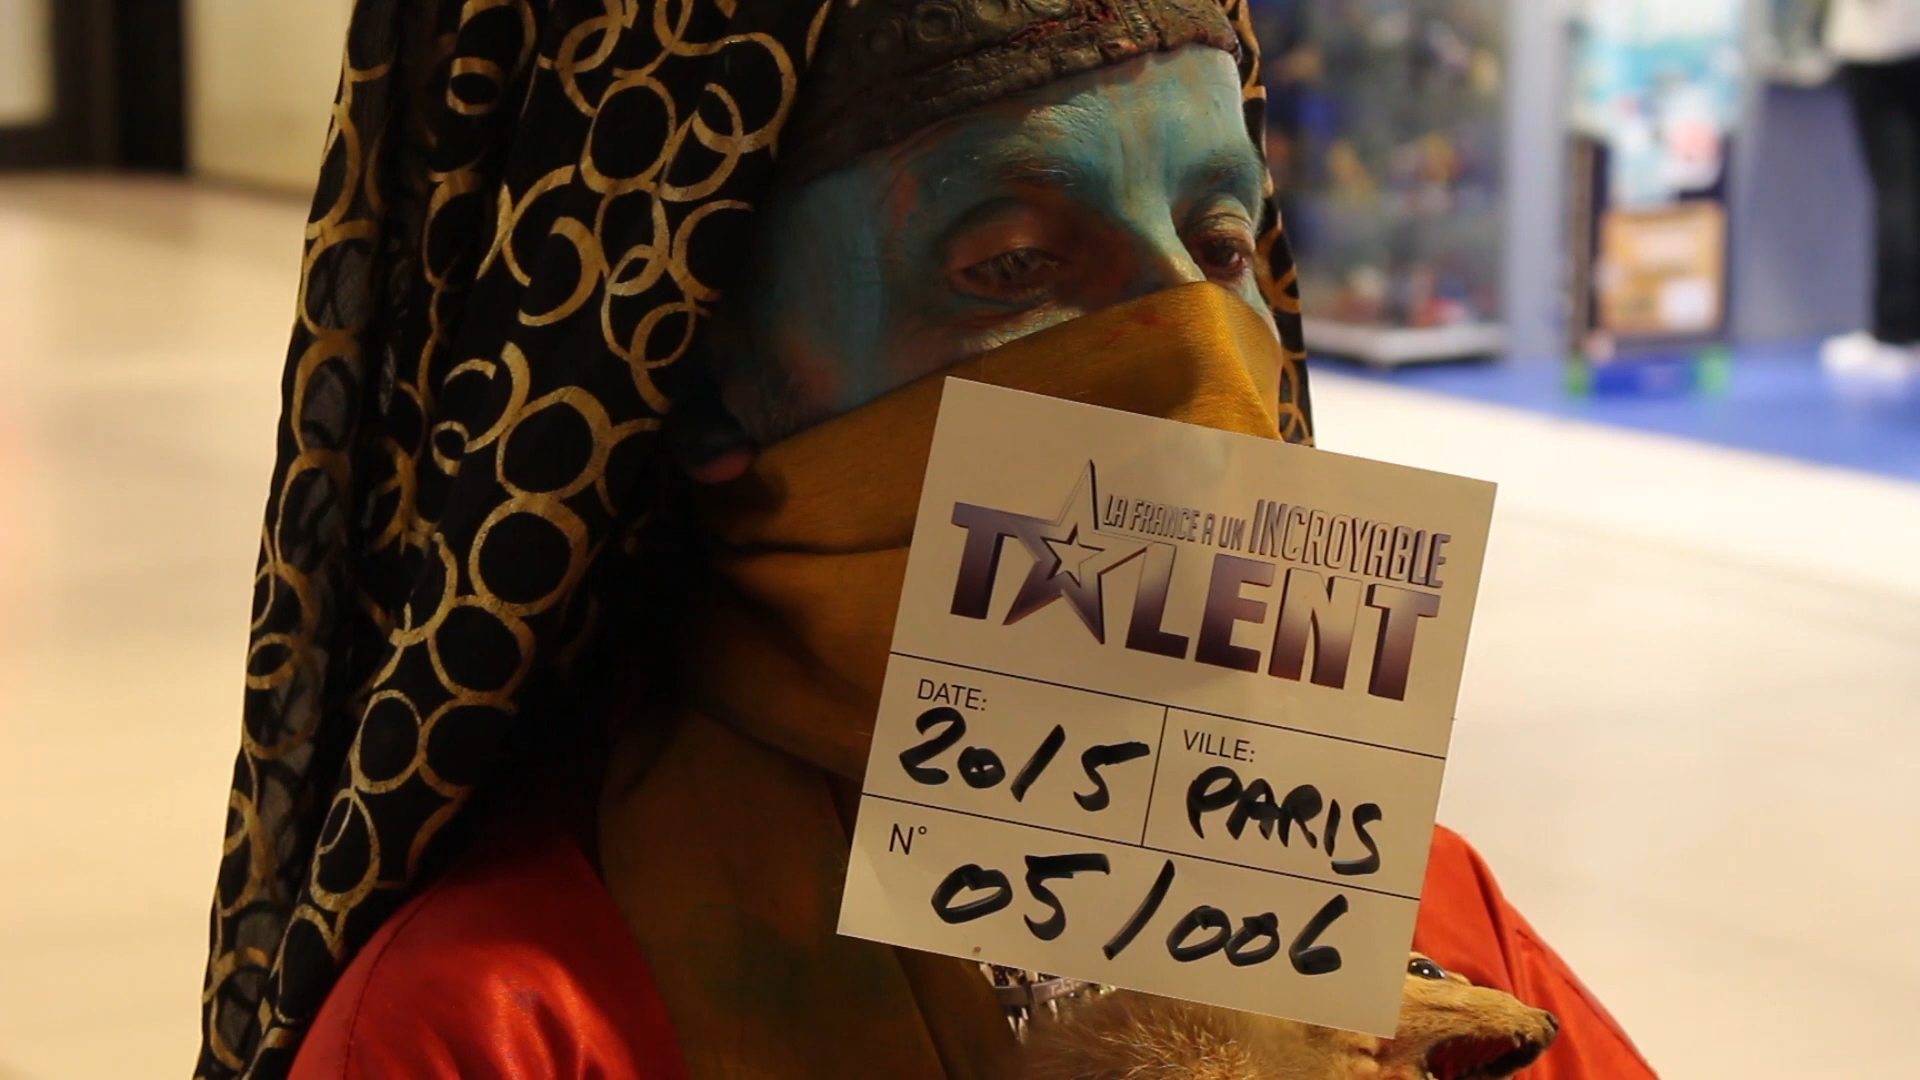 LA FRANCE A UN INCROYABLE
TALENT
DATE:
2015
VILLE:
PARIS
N°
05/006